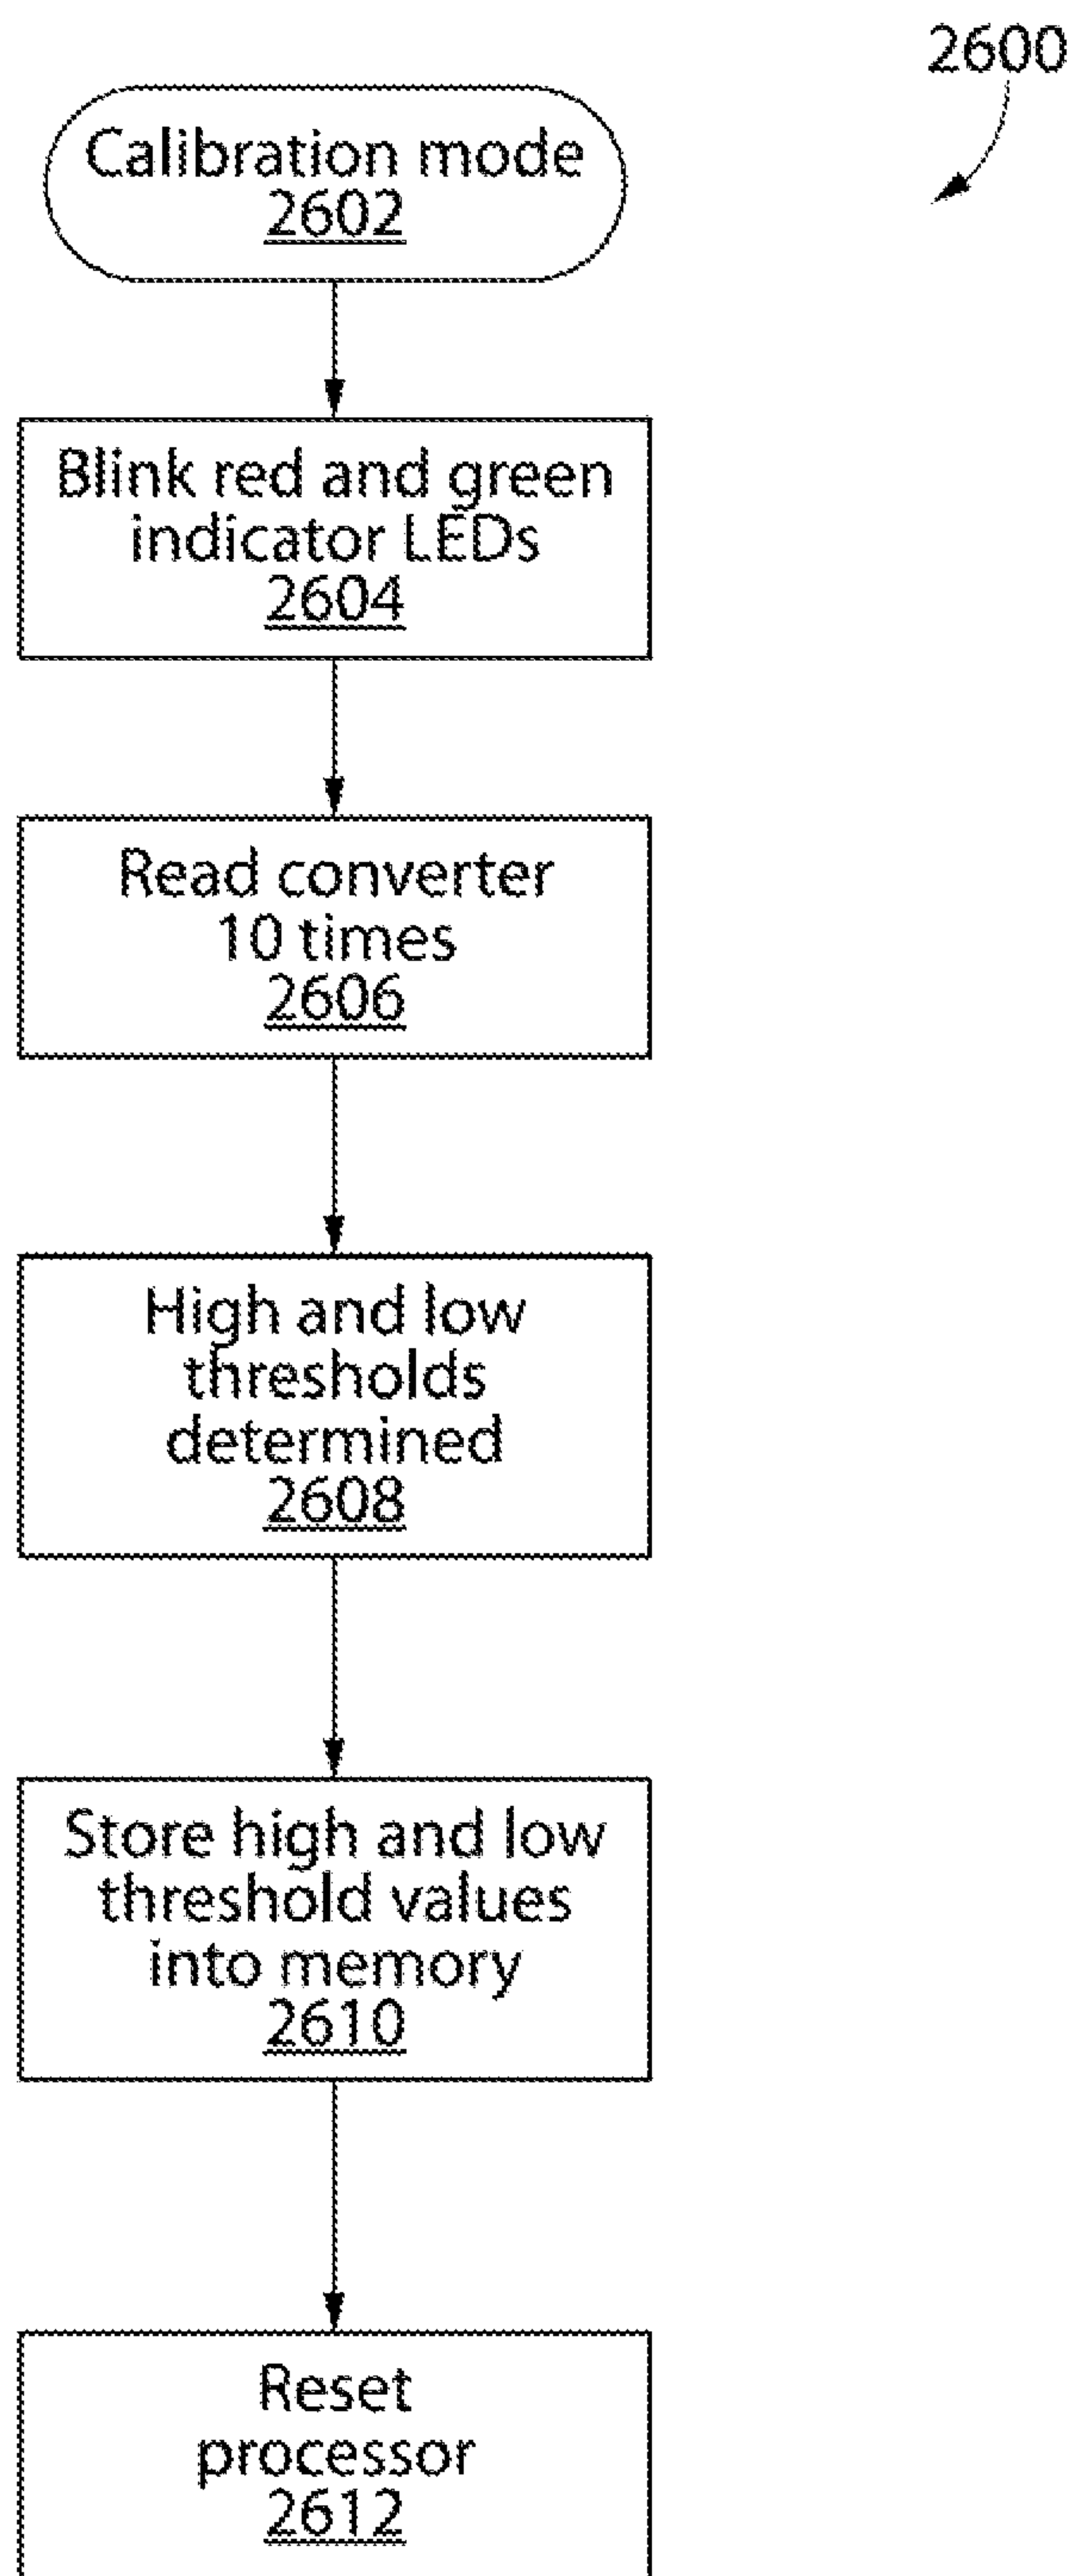 2600
Calibration mode
2602
Blink red and green
indicator LEDs
2604
Read converter
10 times
2606
High and low
thresholds
determined
2608
Store high and low
threshold values
into memory
2610
Reset
processor
2612